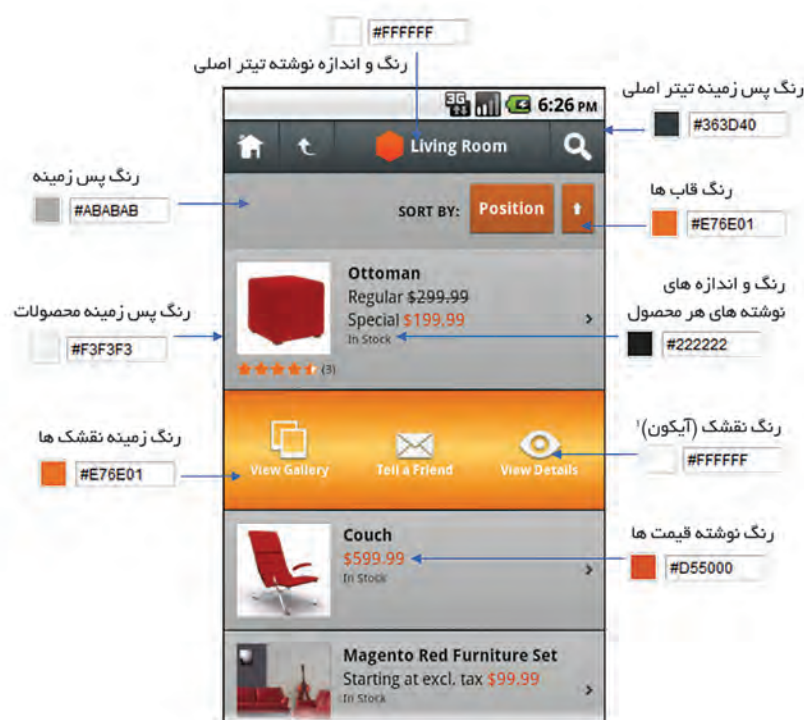 #FFFFFF
رنگ و اندازه نوشته تیتر اصلی
رنگ پس زمینه تیتر اصلی
#363D40
3G 6:26 PM
Living Room
رنگ پس زمینه
#ABABAB
SORT BY: Position
رنگ قاب ها
#E76E01
Ottoman
Regular $299.99
Special $199.99
In Stock
(3)
رنگ و اندازه های
نوشته های هر محصول
#222222
رنگ پس زمینه محصولات
#F3F3F3
رنگ نقشک (آیکون)۱
#FFFFFF
View Gallery
Tell a Friend
View Details
رنگ زمینه نقشک ها
#E76E01
Couch
$599.99
In Stock
رنگ نوشته قیمت ها
#D55000
Magento Red Furniture Set
Starting at excl. tax $99.99
In Stock